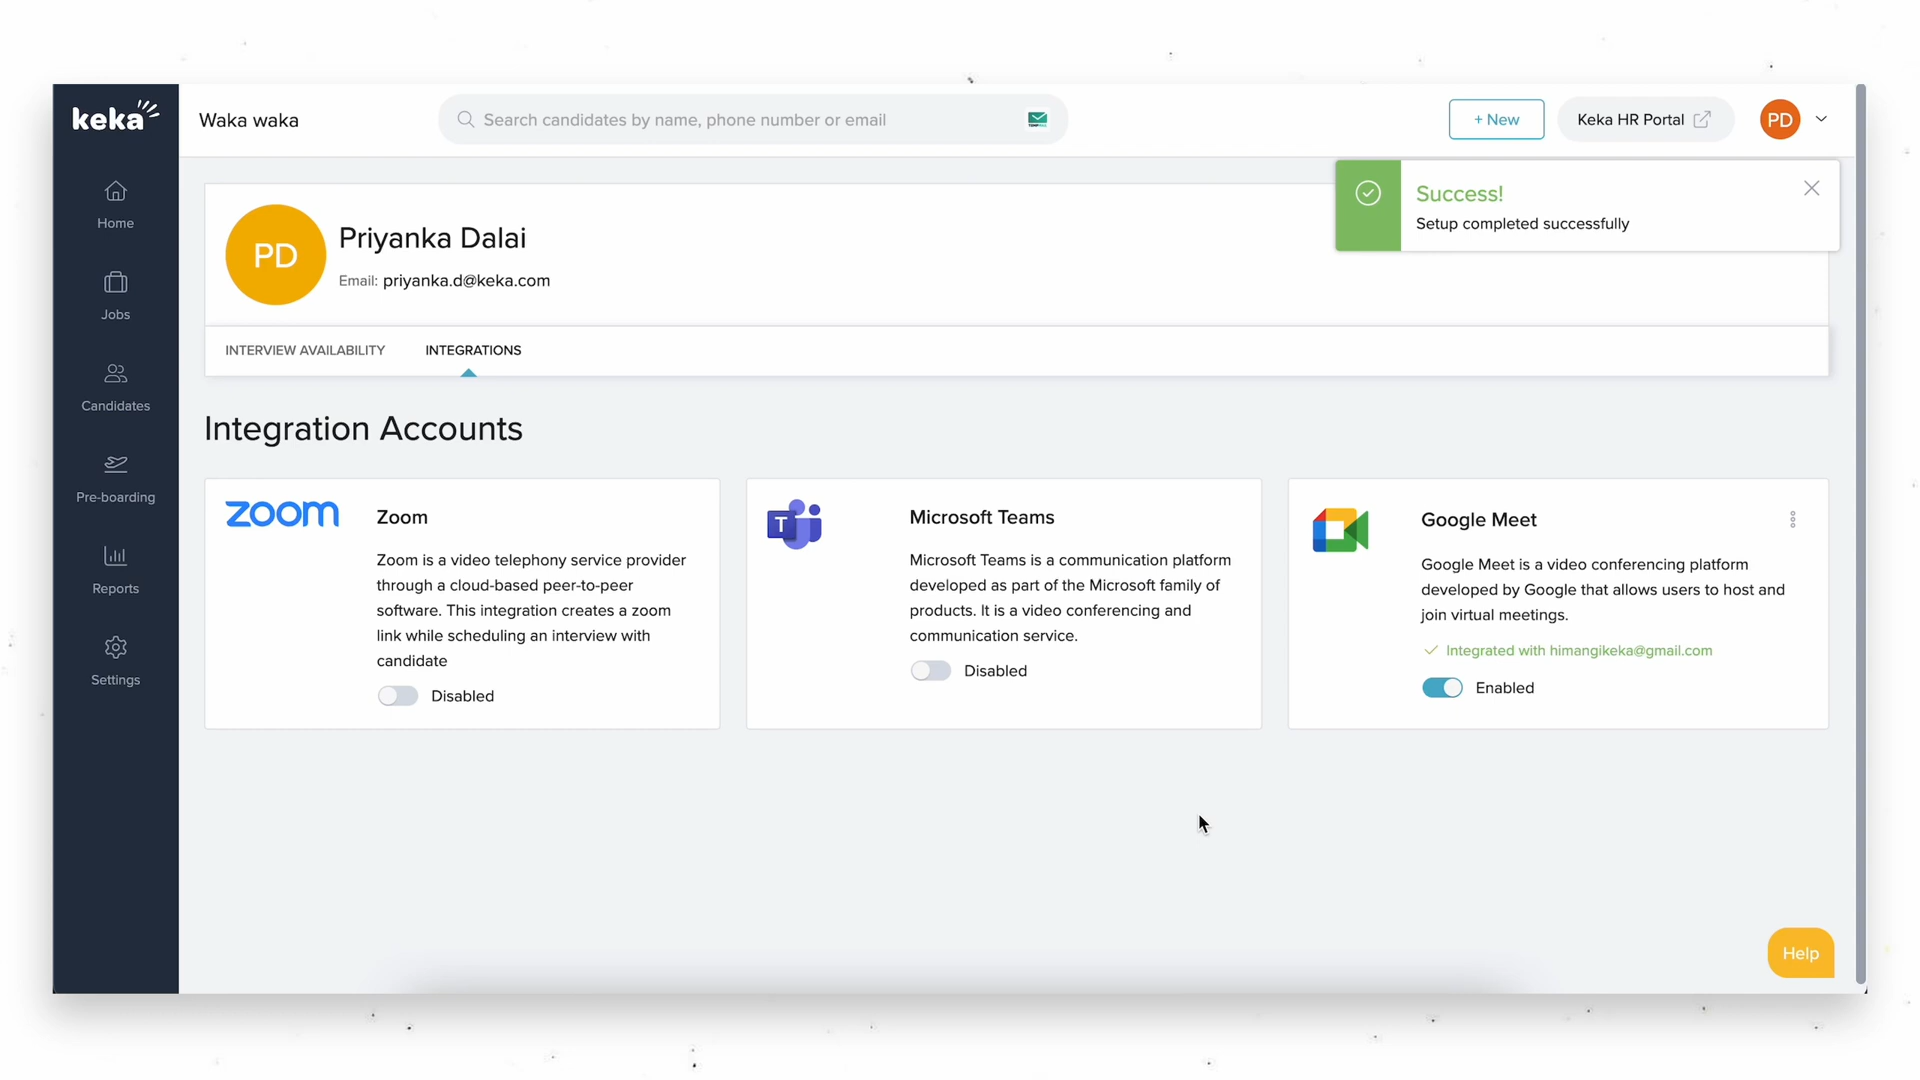 keka
Waka waka
Search candidates by name, phone number or email
+ New
Keka HR Portal
PD
Success!
Setup completed successfully
Home
Jobs
Candidates
Pre-boarding
Reports
Settings
PD
Priyanka Dalai
Email: priyanka.d@keka.com
INTERVIEW AVAILABILITY
INTEGRATIONS
Integration Accounts
zoom
Zoom
Zoom is a video telephony service provider
through a cloud-based peer-to-peer
software. This integration creates a zoom
link while scheduling an interview with
candidate
Disabled
T
Microsoft Teams
Microsoft Teams is a communication platform
developed as part of the Microsoft family of
products. It is a video conferencing and
communication service.
Disabled
Google Meet
Google Meet is a video conferencing platform
developed by Google that allows users to host and
join virtual meetings.
Integrated with himangikeka@gmail.com
Enabled
Help